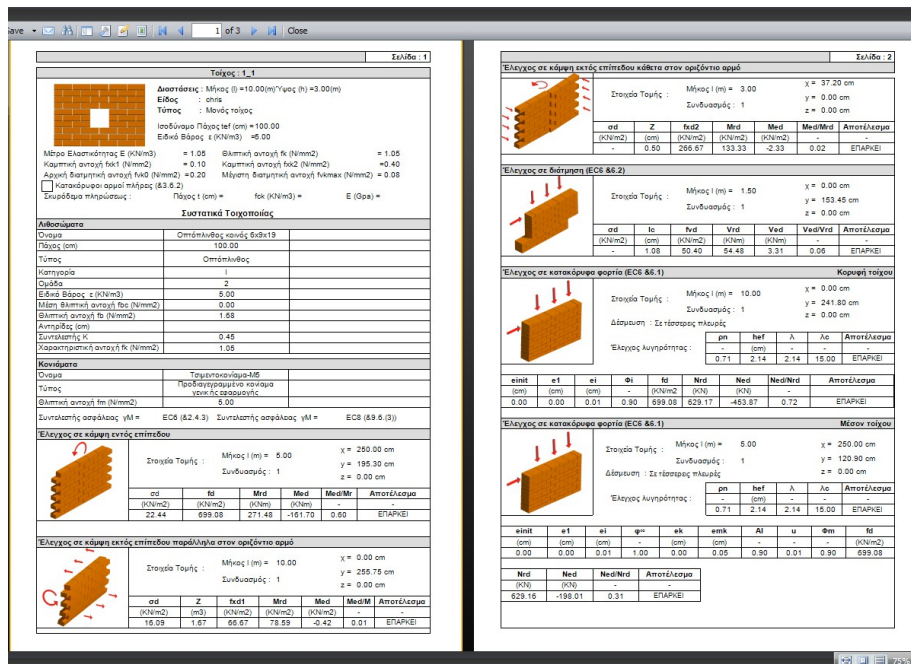 Save
1 of 3
Close
Σελίδα : 1
Τοίχος : 1_1
Διαστάσεις : Μήκος (l) =10.00(m)"Υψος (h) =3.00(m)
Είδος : chris
Τύπος : Μονός τοίχος
Ισοδύναμο Πάχος tef (cm) =100.00
Ειδικό Βάρος ε (KN/m3) =5.00
Μέτρο Ελαστικότητας E (KN/m3) = 1.05 Θλιπτική αντοχή fk (N/mm2) = 1.05
Καμπτική αντοχή fxk1 (N/mm2) = 0.10 Καμπτική αντοχή fxk2 (N/mm2) =0.40
Αρχική διατμητική αντοχή fvk0 (N/mm2) =0.20 Μέγιστη διατμητική αντοχή fvkmax (N/mm2) = 0.08
Κατακόρυφοι αρμοί πλήρεις (&3.6.2)
Σκυρόδεμα πληρώσεως : Πάχος t (cm) = fck (KN/m2) = E (Gpa) =
Συστατικά Τοιχοποιίας
Λιθοσώματα
Όνομα Οπτόπλινθος κοινός 6x9x19
Πάχος (cm) 100.00
Τύπος Οπτόπλινθος
Κατηγορία I
Ομάδα 2
Ειδικό Βάρος ε (KN/m3) 5.00
Μέση θλιπτική αντοχή fbc (N/mm2) 0.00
Θλιπτική αντοχή fb (N/mm2) 1.68
Αντηρίδες (cm)
Συντελεστής K 0.45
Χαρακτηριστική αντοχή fk (N/mm2) 1.05
Κονιάματα
Όνομα Τσιμεντοκονίαμα-M5
Τύπος Προδιαγεγραμμένο κονίαμα
γενικής εφαρμογής
Θλιπτική αντοχή fm (N/mm2) 5.00
Συντελεστής ασφάλειας γM = EC6 (&2.4.3) Συντελεστής ασφάλειας γM = EC8 (&9.6.(3))
Έλεγχος σε κάμψη εντός επίπεδου
Στοιχεία Τομής : Μήκος l (m) = 5.00 x = 250.00 cm
Συνδυασμός : 1 y = 195.30 cm
z = 0.00 cm
σd fd Mrd Med Med/Mr Αποτέλεσμα
(KN/m2) (KN/m2) (KNm) (KNm) -
22.44 699.08 271.48 -161.70 0.60 ΕΠΑΡΚΕΙ
Έλεγχος σε κάμψη εκτός επίπεδου παράλληλα στον οριζόντιο αρμό
Στοιχεία Τομής : Μήκος l (m) = 10.00 x = 0.00 cm
Συνδυασμός : 1 y = 255.75 cm
z = 0.00 cm
σd Z fxd1 Mrd Med Med/M Αποτέλεσμα
(KN/m2) (m3) (KN/m2) (KN/m2) (KN/m2) -
16.09 1.67 66.67 78.59 -0.42 0.01 ΕΠΑΡΚΕΙ
Σελίδα : 2
Έλεγχος σε κάμψη εκτός επίπεδου κάθετα στον οριζόντιο αρμό
Στοιχεία Τομής : Μήκος l (m) = 3.00 x = 37.20 cm
Συνδυασμός : 1 y = 0.00 cm
z = 0.00 cm
σd Z fxd2 Mrd Med Med/Mrd Αποτέλεσμα
(KN/m2) (KN/m2) (KN/m2) (KN/m2) (KN/m2) -
- 0.50 266.67 133.33 -2.33 0.02 ΕΠΑΡΚΕΙ
Έλεγχος σε διάτμηση (EC6 &6.2)
Στοιχεία Τομής : Μήκος l (m) = 1.50 x = 0.00 cm
Συνδυασμός : 1 y = 153.45 cm
z = 0.00 cm
σd lc fvd Vrd Ved Ved/Vrd Αποτέλεσμα
(KN/m2) (cm) (KN/m2) (KNm) (KNm) - -
- 1.08 50.40 54.48 3.31 0.06 ΕΠΑΡΚΕΙ
Έλεγχος σε κατακόρυφα φορτία (EC6 &6.1) Κορυφή τοίχου
Στοιχεία Τομής : Μήκος l (m) = 10.00 x = 0.00 cm
Συνδυασμός : 1 y = 241.80 cm
Δέσμευση : Σε τέσσερεις πλευρές z = 0.00 cm
Έλεγχος λυγηρότητας : ρn hef λ λc Αποτέλεσμα
- (cm) - - -
0.71 2.14 2.14 15.00 ΕΠΑΡΚΕΙ
einit e1 ei Φi fd Nrd Ned Ned/Nrd Αποτέλεσμα
(cm) (cm) (cm) - (KN/m2 (KN) (KN) -
0.00 0.00 0.01 0.90 699.08 629.17 -453.87 0.72 ΕΠΑΡΚΕΙ
Έλεγχος σε κατακόρυφα φορτία (EC6 &6.1) Μέσον τοίχου
Στοιχεία Τομής : Μήκος l (m) = 5.00 x = 250.00 cm
Συνδυασμός : 1 y = 120.90 cm
Δέσμευση : Σε τέσσερεις πλευρές z = 0.00 cm
Έλεγχος λυγηρότητας : ρn hef λ λc Αποτέλεσμα
- (cm) - - -
0.71 2.14 2.14 15.00 ΕΠΑΡΚΕΙ
einit e1 ei φ∞ ek emk AI u Φm fd
(cm) (cm) (cm) - (cm) (cm) - - - (KN/m2)
0.00 0.00 0.01 1.00 0.00 0.05 0.90 0.01 0.90 699.08
Nrd Ned Ned/Nrd Αποτέλεσμα
(KN) (KN) -
629.16 -198.01 0.31 ΕΠΑΡΚΕΙ
75%